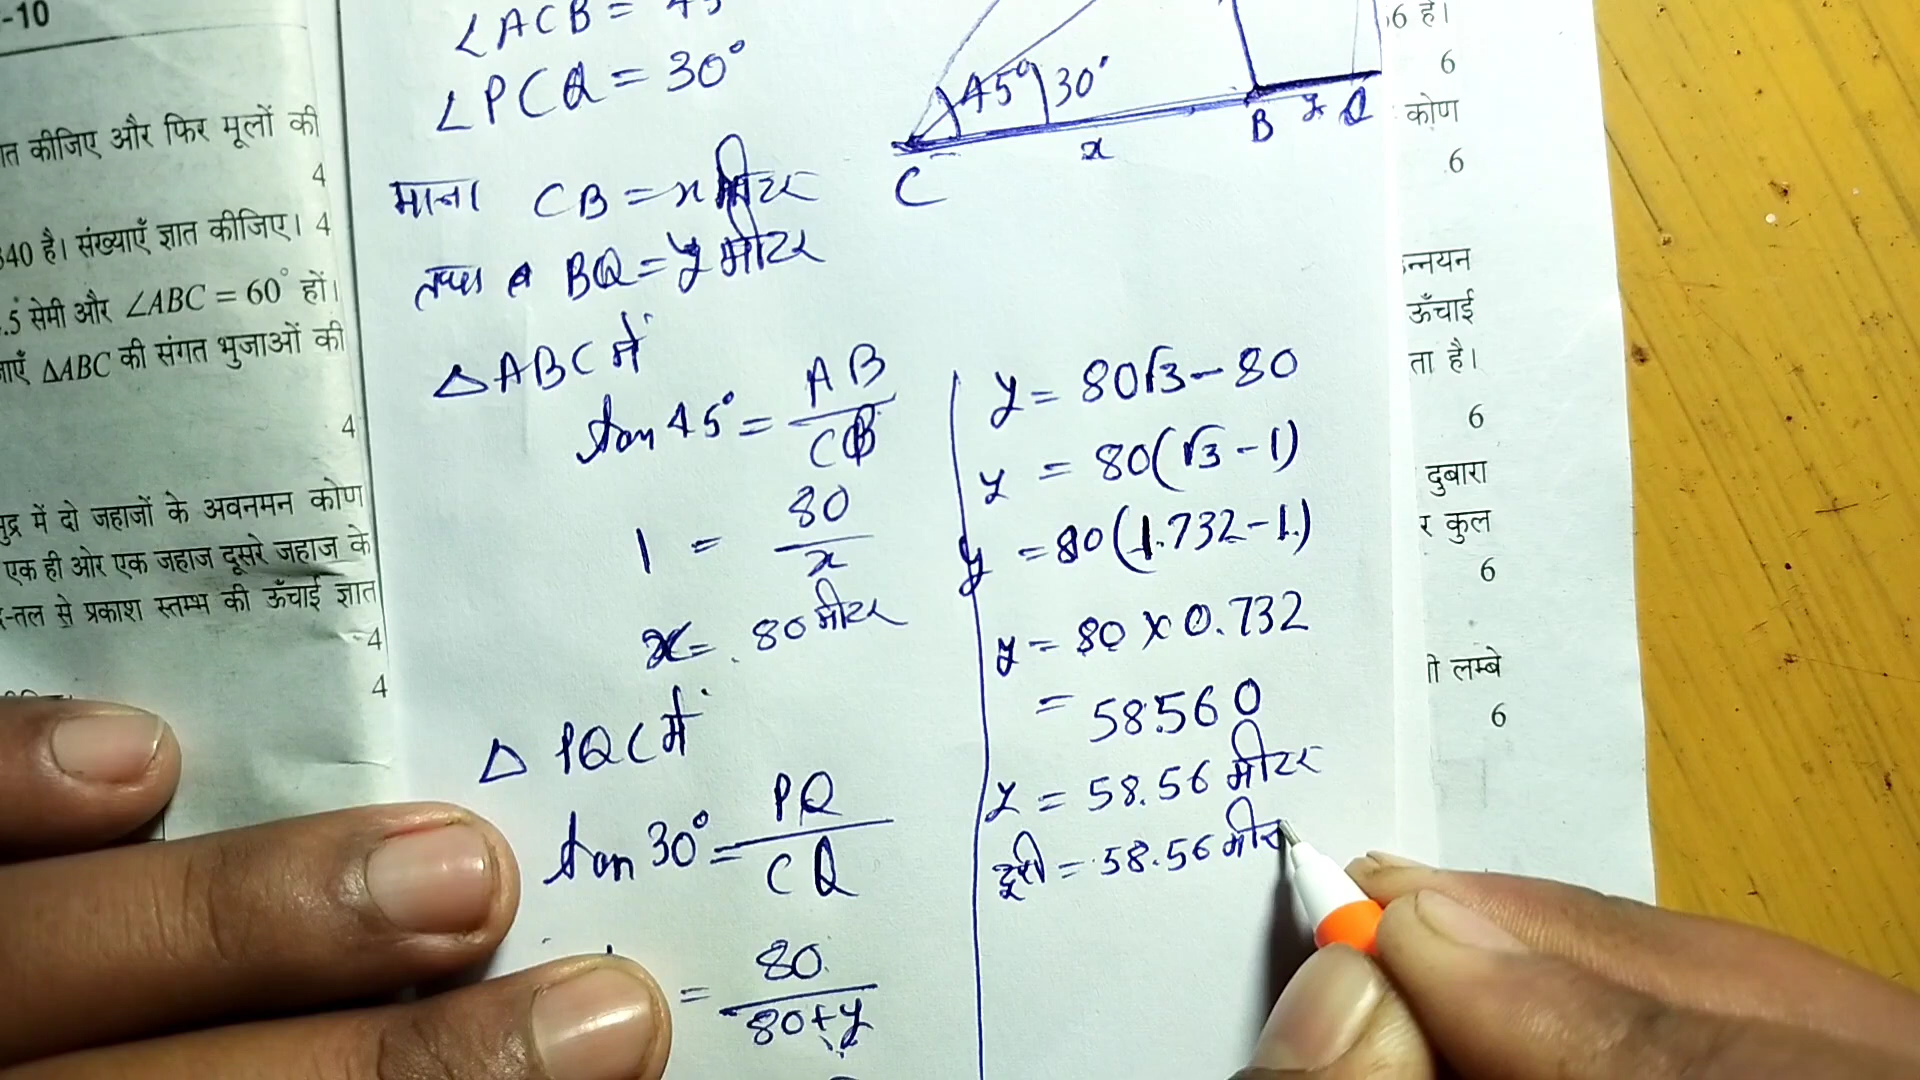 -10
त कीजिए और फिर मूलों की
4
340 है। संख्याएँ ज्ञात कीजिए। 4
.5 सेमी और ∠ABC = 60° हों।
ΔABC की संगत भुजाओं की
4
में दो जहाजों के अवनमन कोण
एक ही ओर एक जहाज दूसरे जहाज के
-तल से प्रकाश स्तम्भ की ऊँचाई ज्ञात
4
4
∠ACB = 45
∠PCQ = 30°
माना CB = x मीटर
तथा BQ = y मीटर
△ABC में
tan 45° = AB
CB
1 = 80
x
x = 80 मीटर
△ PQC में
tan 30° = PQ
CQ
= 80
80+y
45° 30°
C x B y Q
y = 80√3 - 80
y = 80(√3 - 1)
y = 80(1.732 - 1.)
y = 80 × 0.732
= 58.560
y = 58.56 मीटर
दूरी = 58.56 मीट
6 है।
6
कोण
6
न्नयन
ऊँचाई
ता है।
6
दुबारा
र कुल
6
लम्बे
6